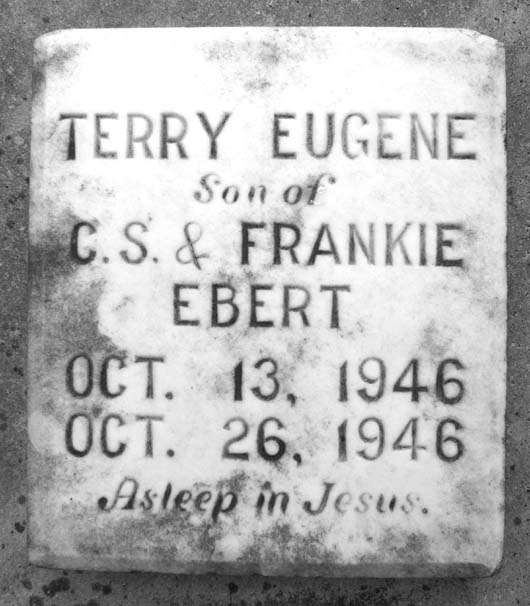 TERRY EUGENE
Son of
C.S. & FRANKIE
EBERT
OCT. 13, 1946
OCT. 26, 1946
Asleep in Jesus.